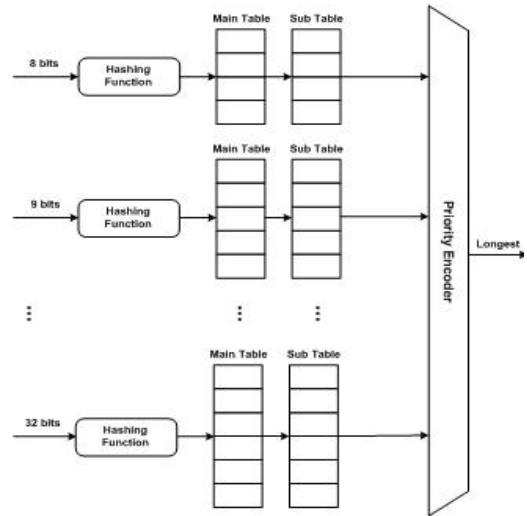 Main Table Sub Table
8 bits
Hashing
Function
Main Table Sub Table
9 bits
Hashing
Function
Priority Encoder
Longest
...
...
...
Main Table Sub Table
32 bits
Hashing
Function